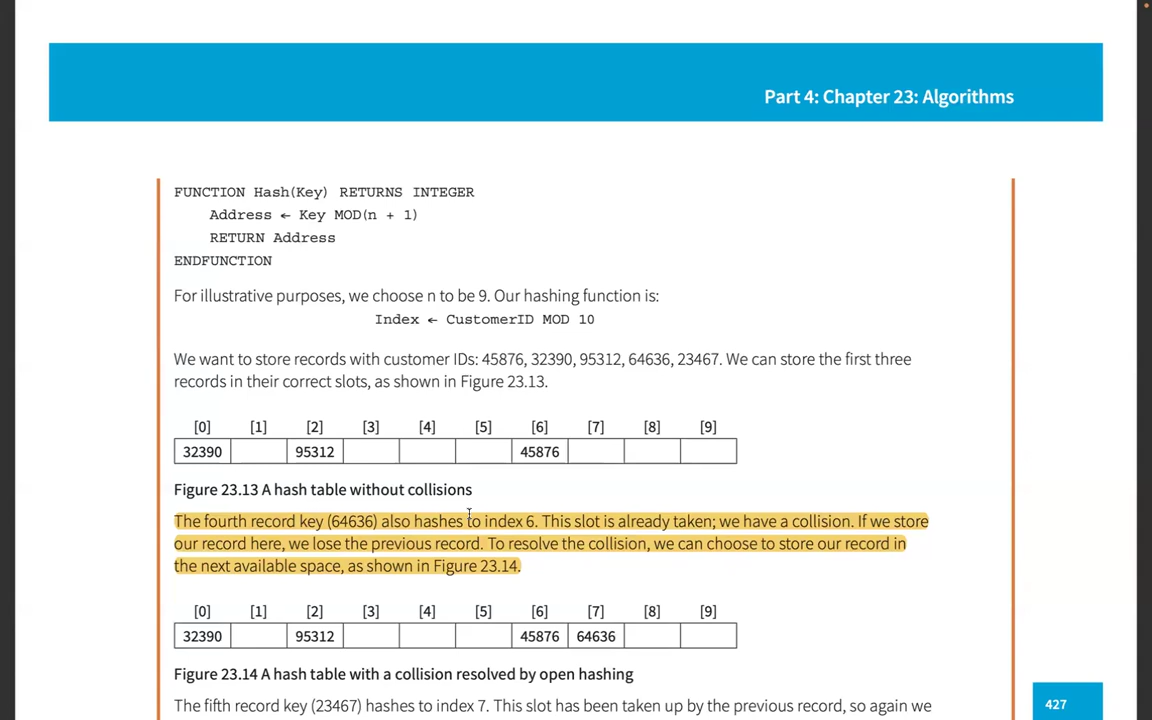 Part 4: Chapter 23: Algorithms
FUNCTION Hash(Key) RETURNS INTEGER
Address ← Key MOD(n + 1)
RETURN Address
ENDFUNCTION
For illustrative purposes, we choose n to be 9. Our hashing function is:
Index ← CustomerID MOD 10
We want to store records with customer IDs: 45876, 32390, 95312, 64636, 23467. We can store the first three
records in their correct slots, as shown in Figure 23.13.
[0] [1] [2] [3] [4] [5] [6] [7] [8] [9]
32390 95312 45876
Figure 23.13 A hash table without collisions
The fourth record key (64636) also hashes to index 6. This slot is already taken; we have a collision. If we store
our record here, we lose the previous record. To resolve the collision, we can choose to store our record in
the next available space, as shown in Figure 23.14.
[0] [1] [2] [3] [4] [5] [6] [7] [8] [9]
32390 95312 45876 64636
Figure 23.14 A hash table with a collision resolved by open hashing
The fifth record key (23467) hashes to index 7. This slot has been taken up by the previous record, so again we
427